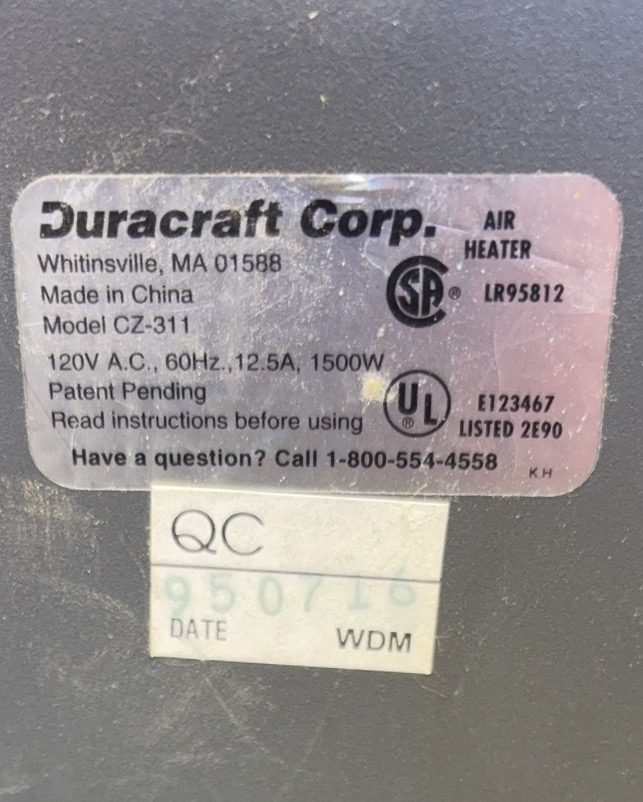 Duracraft Corp.
AIR
HEATER
Whitinsville, MA 01588
Made in China
SA ® LR95812
Model CZ-311
120V A.C., 60Hz.,12.5A, 1500W
Patent Pending
UL ® E123467
Read instructions before using
LISTED 2E90
Have a question? Call 1-800-554-4558
KH
QC
950716
DATE WDM